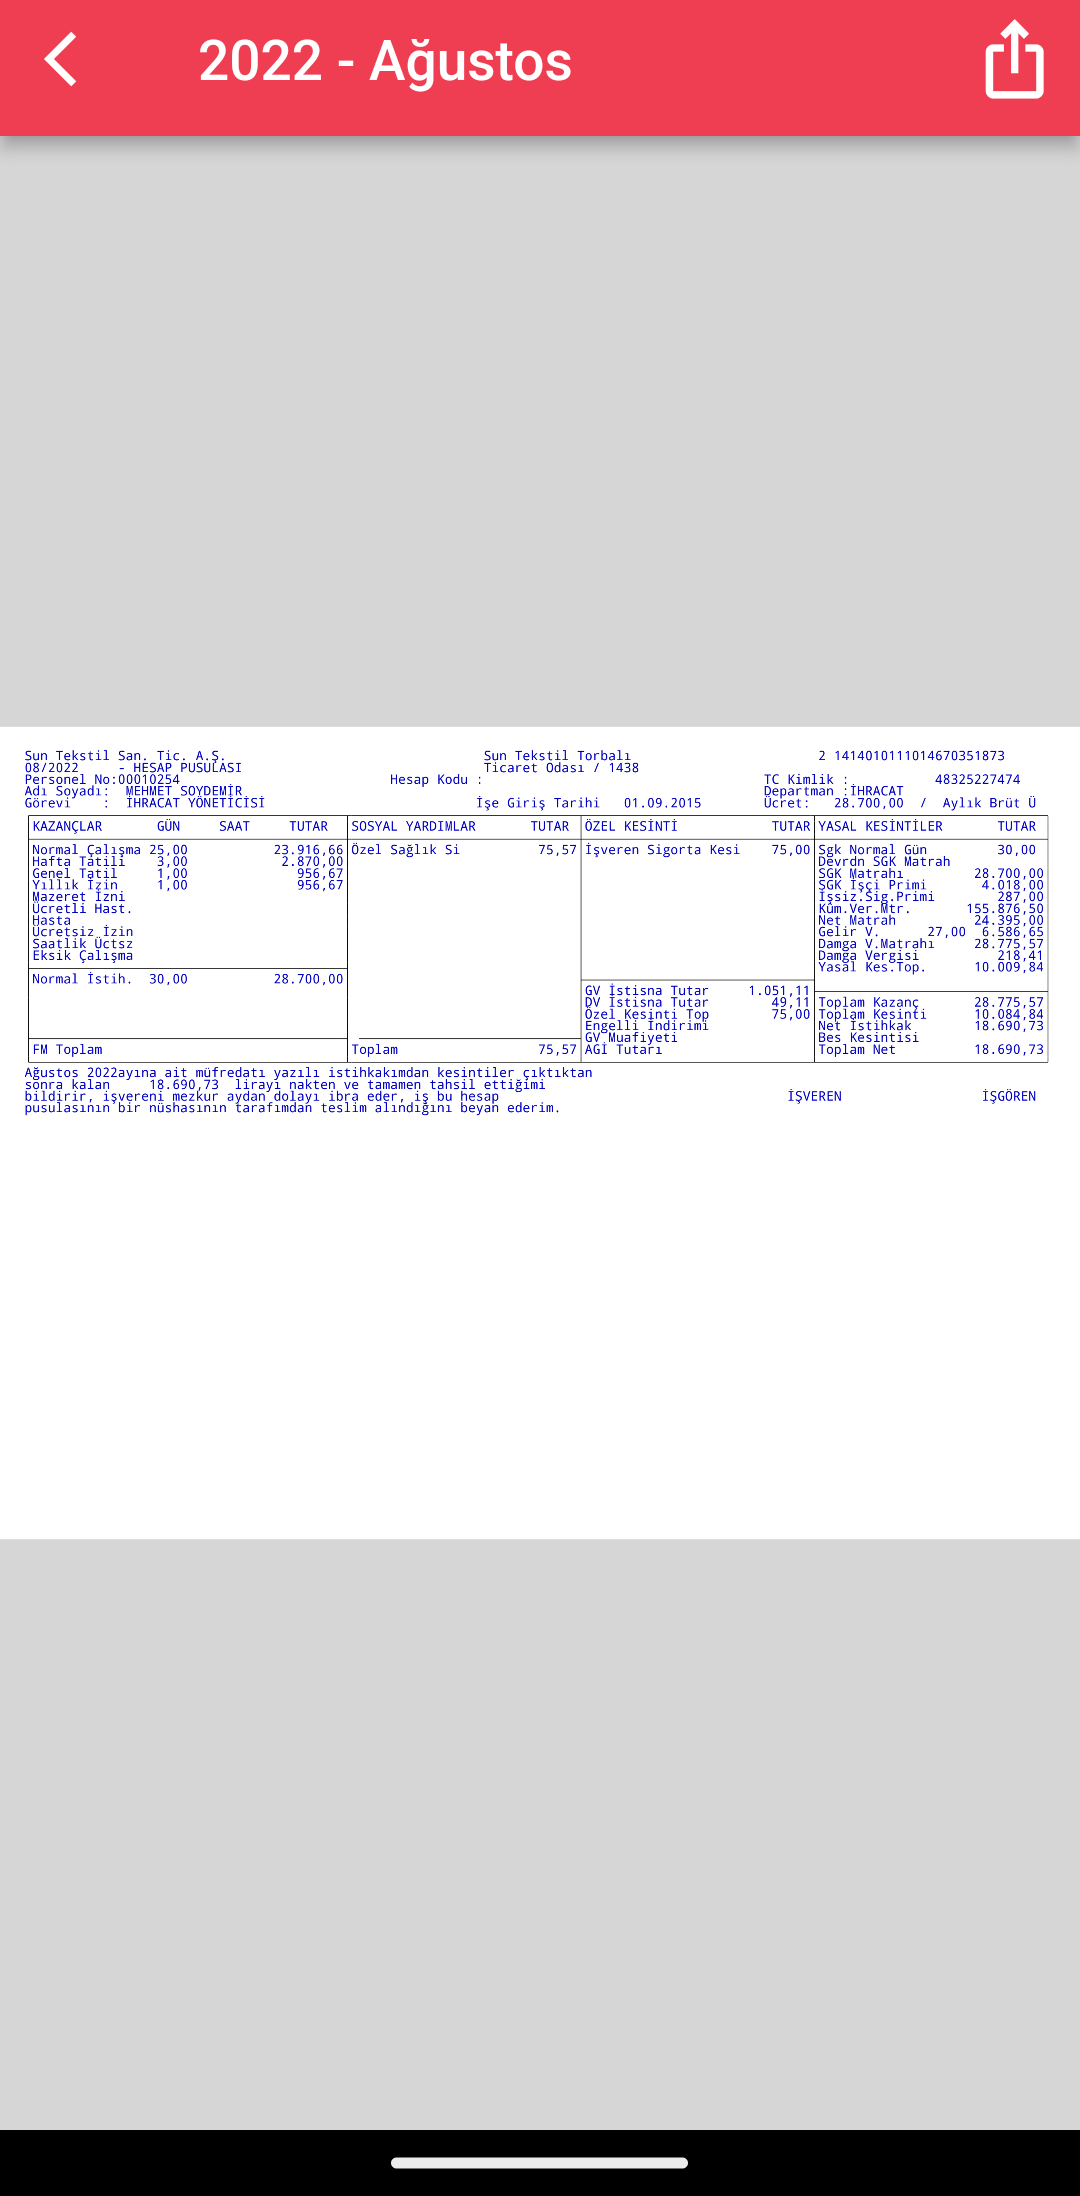 2022 - Ağustos
Sun Tekstil San. Tic. A.Ş. Sun Tekstil Torbalı 2 1414010111014670351873
08/2022 - HESAP PUSULASI Ticaret Odası / 1438
Personel No:00010254 Hesap Kodu : TC Kimlik : 48325227474
Adı Soyadı: MEHMET SOYDEMİR Departman :İHRACAT
Görevi : İHRACAT YÖNETİCİSİ İşe Giriş Tarihi 01.09.2015 Ücret: 28.700,00 / Aylık Brüt Ü
KAZANÇLAR GÜN SAAT TUTAR SOSYAL YARDIMLAR TUTAR ÖZEL KESİNTİ TUTAR YASAL KESİNTİLER TUTAR
Normal Çalışma 25,00 23.916,66 Özel Sağlık Si 75,57 İşveren Sigorta Kesi 75,00 Sgk Normal Gün 30,00
Hafta Tatili 3,00 2.870,00 Devrdn SGK Matrah
Genel Tatil 1,00 956,67 SGK Matrahı 28.700,00
Yıllık İzin 1,00 956,67 SGK İşçi Primi 4.018,00
Mazeret İzni İşsiz.Sig.Primi 287,00
Ücretli Hast. Küm.Ver.Mtr. 155.876,50
Hasta Net Matrah 24.395,00
Ücretsiz İzin Gelir V. 27,00 6.586,65
Saatlik Üctsz Damga V.Matrahı 28.775,57
Eksik Çalışma Damga Vergisi 218,41
Yasal Kes.Top. 10.009,84
Normal İstih. 30,00 28.700,00
GV İstisna Tutar 1.051,11
DV İstisna Tutar 49,11 Toplam Kazanç 28.775,57
Özel Kesinti Top 75,00 Toplam Kesinti 10.084,84
Engelli İndirimi Net İstihkak 18.690,73
GV Muafiyeti Bes Kesintisi
FM Toplam Toplam 75,57 AGİ Tutarı Toplam Net 18.690,73
Ağustos 2022ayına ait müfredatı yazılı istihkakımdan kesintiler çıktıktan
sonra kalan 18.690,73 lirayı nakten ve tamamen tahsil ettiğimi
bildirir, işvereni mezkur aydan dolayı ibra eder, iş bu hesap İŞVEREN İŞGÖREN
pusulasının bir nüshasının tarafımdan teslim alındığını beyan ederim.